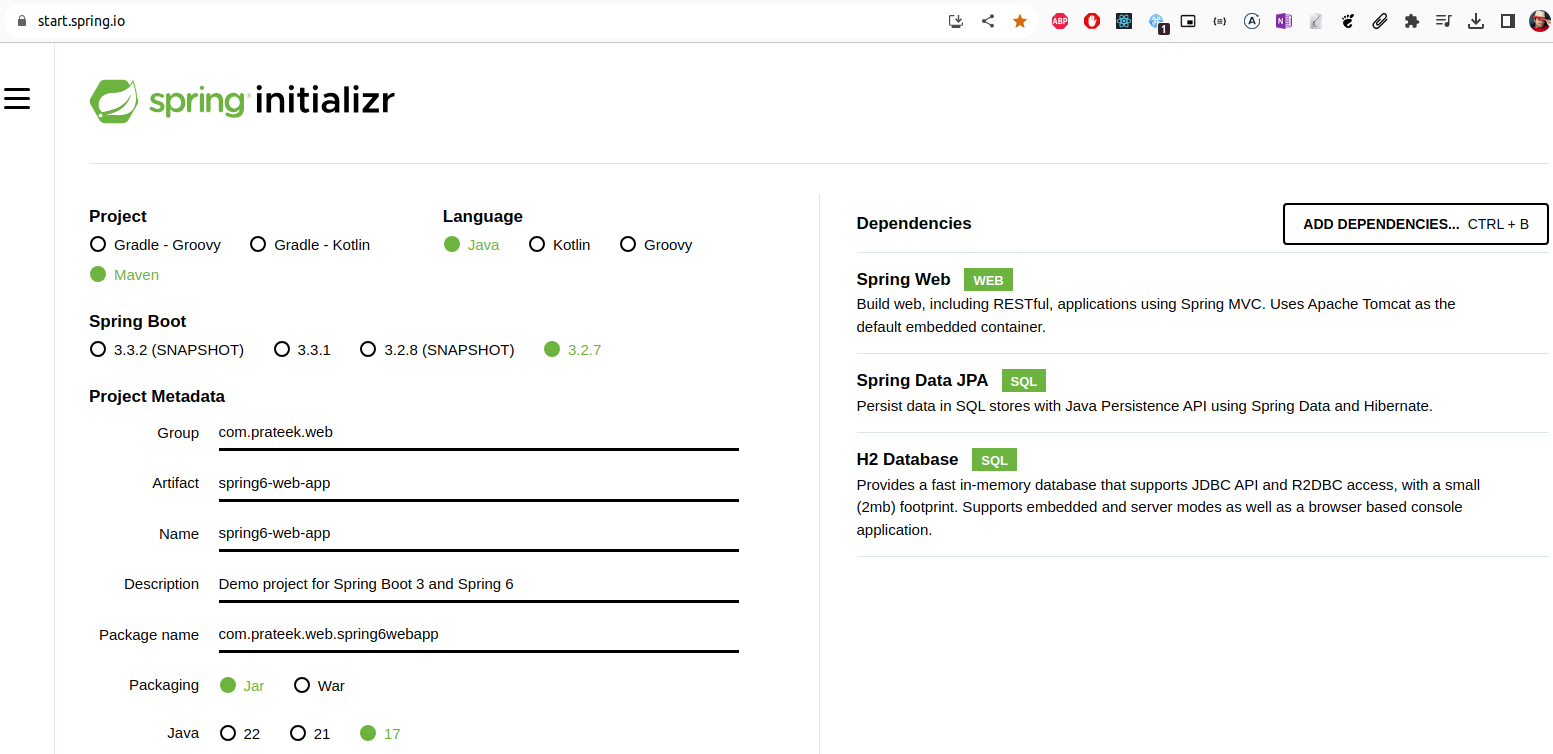 start.spring.io
ABP
1
A
N
spring initializr
Project
Gradle - Groovy Gradle - Kotlin
Maven
Language
Java Kotlin Groovy
Spring Boot
3.3.2 (SNAPSHOT) 3.3.1 3.2.8 (SNAPSHOT) 3.2.7
Project Metadata
Group com.prateek.web
Artifact spring6-web-app
Name spring6-web-app
Description Demo project for Spring Boot 3 and Spring 6
Package name com.prateek.web.spring6webapp
Packaging Jar War
Java 22 21 17
Dependencies
ADD DEPENDENCIES... CTRL + B
Spring Web WEB
Build web, including RESTful, applications using Spring MVC. Uses Apache Tomcat as the
default embedded container.
Spring Data JPA SQL
Persist data in SQL stores with Java Persistence API using Spring Data and Hibernate.
H2 Database SQL
Provides a fast in-memory database that supports JDBC API and R2DBC access, with a small
(2mb) footprint. Supports embedded and server modes as well as a browser based console
application.